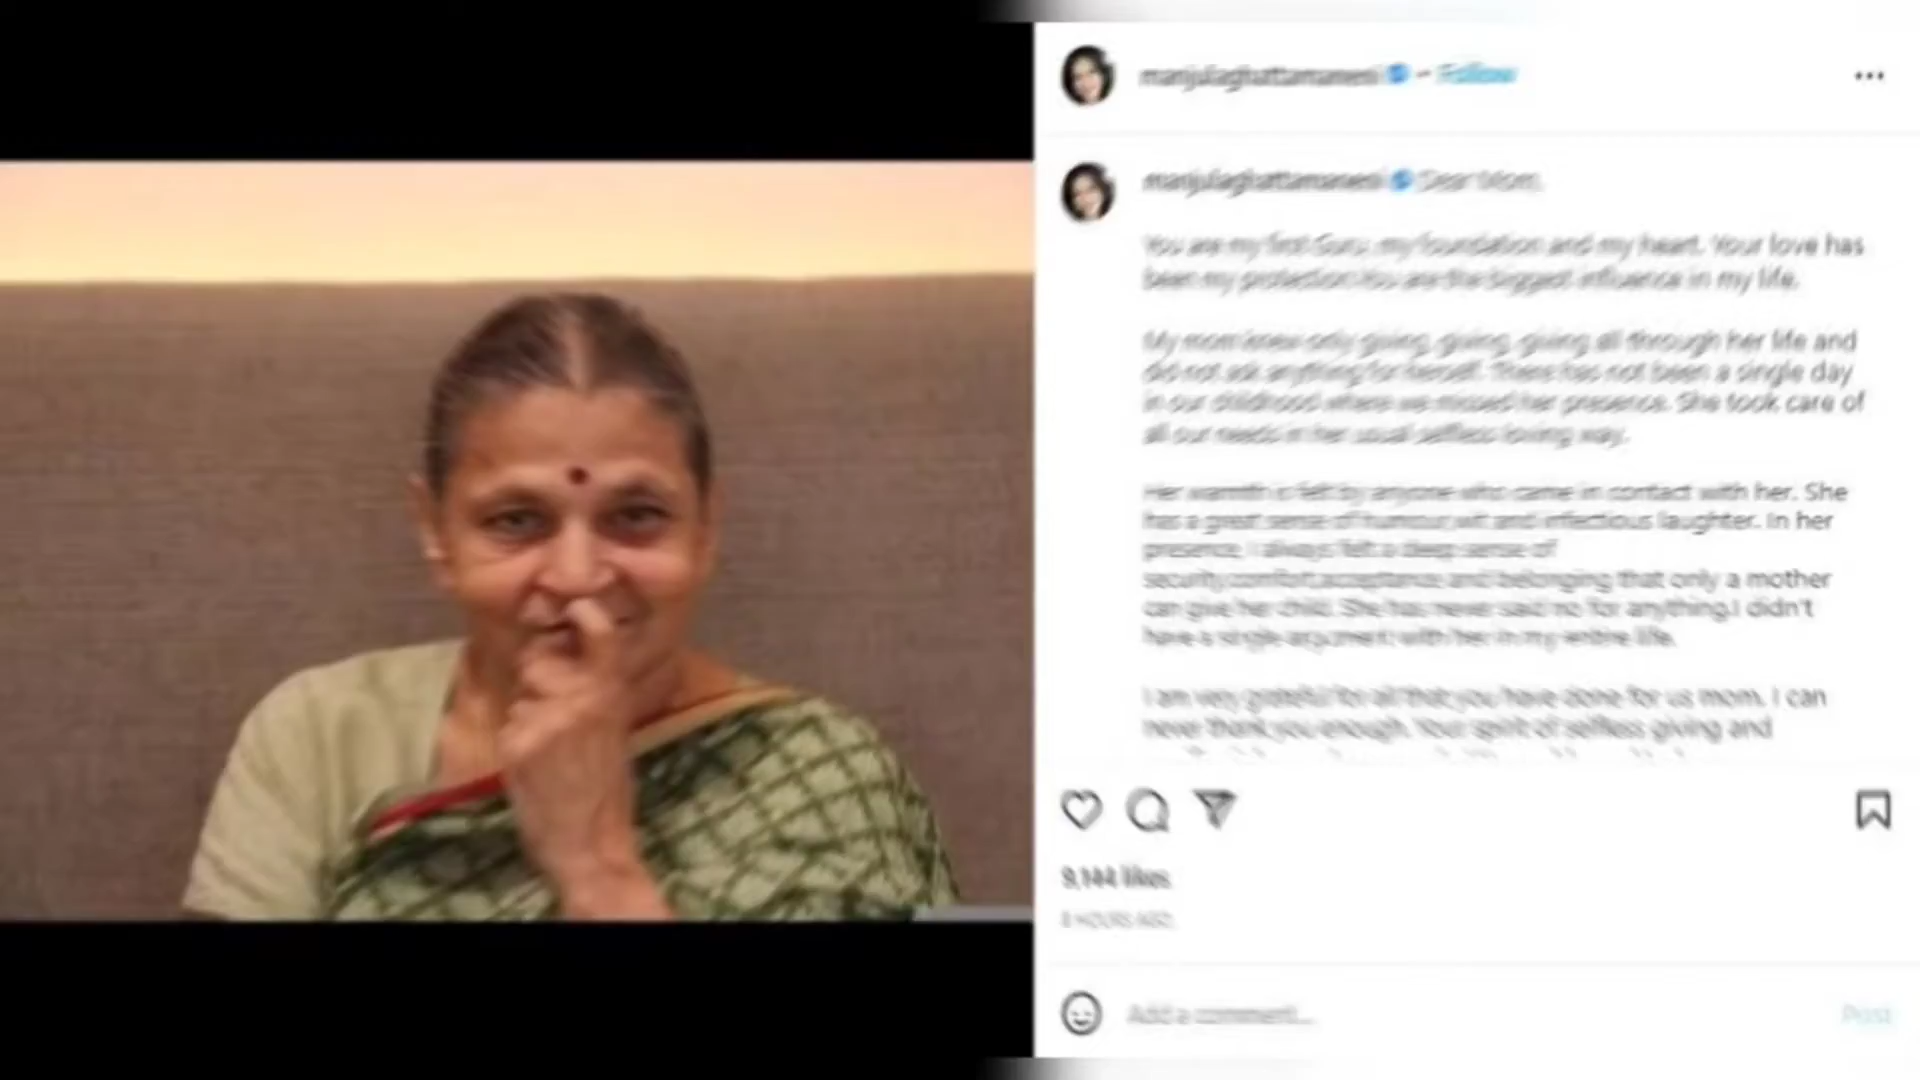 manjulaghattamaneni • Follow
manjulaghattamaneni Dear Mom,
You are my first Guru, my foundation and my heart. Your love has
been my protection.You are the biggest influence in my life.
My mom knew only giving, giving, giving all through her life and
did not ask anything for herself. There has not been a single day
in our childhood where we missed her presence. She took care of
all our needs in her usual selfless loving way.
Her warmth is felt by anyone who came in contact with her. She
has a great sense of humour,wit and infectious laughter. In her
presence, I always felt a deep sense of
security,comfort,acceptance and belonging that only a mother
can give her child. She has never said no for anything.I didn't
have a single argument with her in my entire life.
I am very grateful for all that you have done for us mom. I can
never thank you enough. Your spirit of selfless giving and
9,144 likes
8 HOURS AGO
Add a comment...
Post